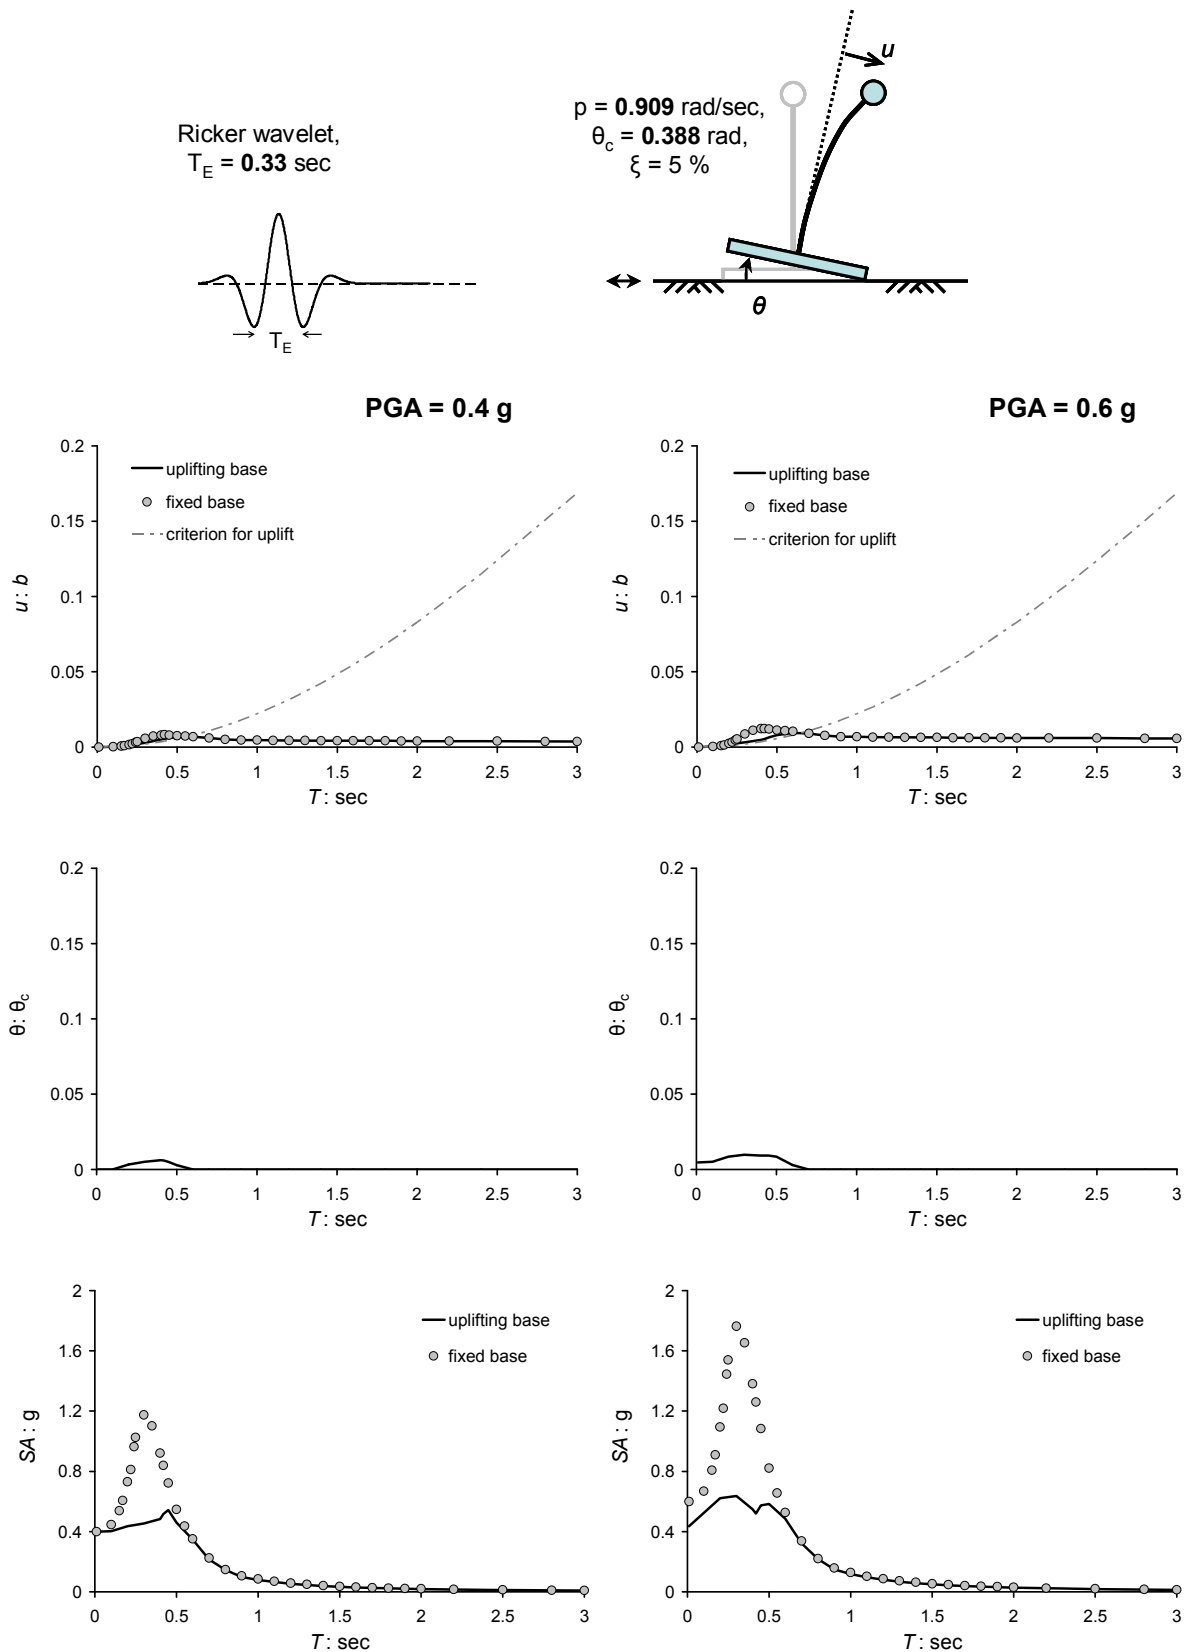 Ricker wavelet,
T_E = 0.33 sec
T_E
p = 0.909 rad/sec,
θ_c = 0.388 rad,
ξ = 5 %
u
θ
PGA = 0.4 g
PGA = 0.6 g
u : b
0.2
0.15
0.1
0.05
0
uplifting base
fixed base
criterion for uplift
0 0.5 1 1.5 2 2.5 3
T : sec
u : b
0.2
0.15
0.1
0.05
0
uplifting base
fixed base
criterion for uplift
0 0.5 1 1.5 2 2.5 3
T : sec
θ: θ_c
0.2
0.15
0.1
0.05
0
0 0.5 1 1.5 2 2.5 3
T : sec
θ: θ_c
0.2
0.15
0.1
0.05
0
0 0.5 1 1.5 2 2.5 3
T : sec
SA : g
2
1.6
1.2
0.8
0.4
0
uplifting base
fixed base
0 0.5 1 1.5 2 2.5 3
T : sec
SA : g
2
1.6
1.2
0.8
0.4
0
uplifting base
fixed base
0 0.5 1 1.5 2 2.5 3
T : sec